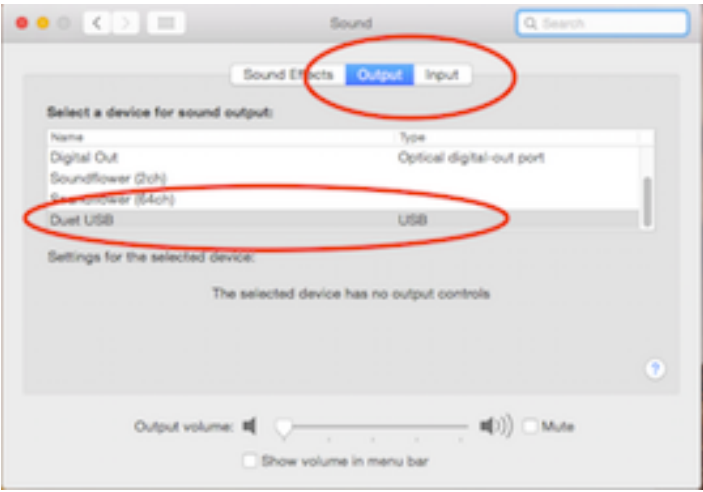 Sound
Search
Sound Effects Output Input
Select a device for sound output:
Name Type
Digital Out Optical digital-out port
Soundflower (2ch)
Soundflower (64ch)
Duet USB USB
Settings for the selected device:
The selected device has no output controls
?
Output volume: Mute
Show volume in menu bar